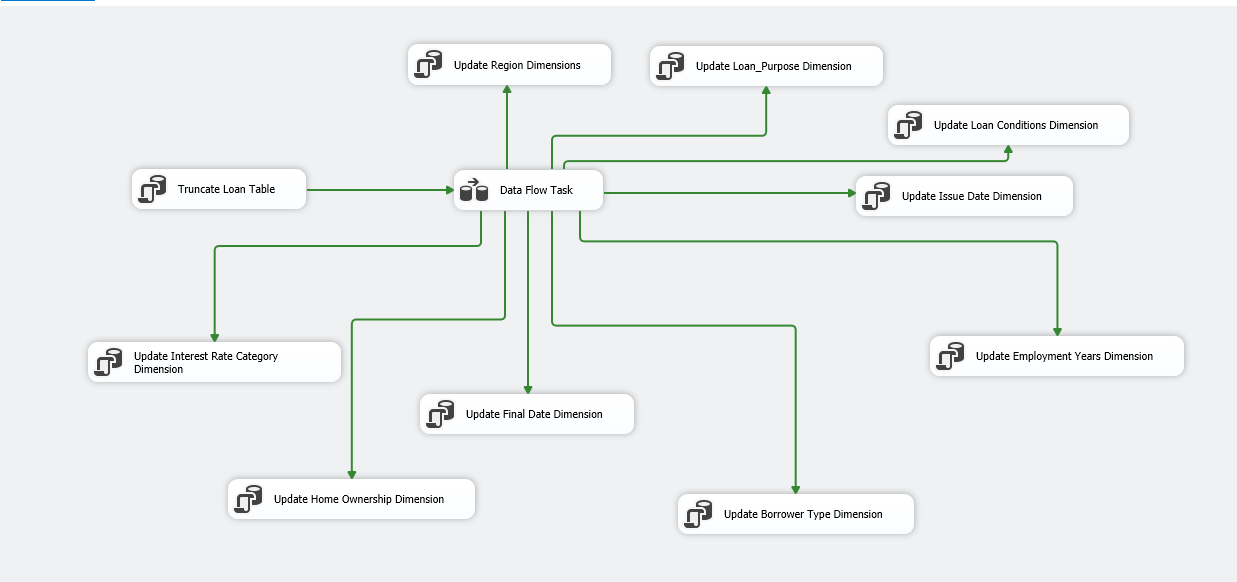 Update Region Dimensions
Update Loan_Purpose Dimension
Update Loan Conditions Dimension
Truncate Loan Table
Data Flow Task
Update Issue Date Dimension
Update Interest Rate Category
Dimension
Update Employment Years Dimension
Update Final Date Dimension
Update Home Ownership Dimension
Update Borrower Type Dimension